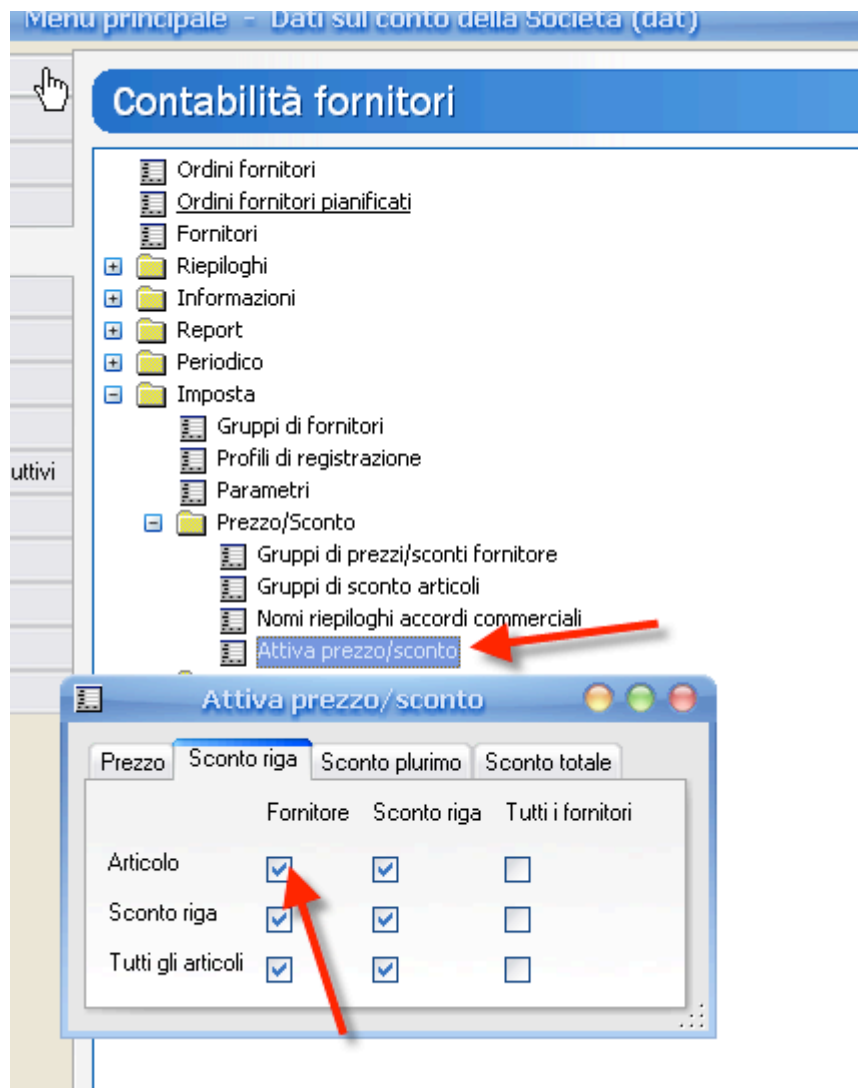 Menu principale - Dati sul conto della Società (dat)
Contabilità fornitori
Ordini fornitori
Ordini fornitori pianificati
Fornitori
Riepiloghi
Informazioni
Report
Periodico
Imposta
Gruppi di fornitori
Profili di registrazione
uttivi
Parametri
Prezzo/Sconto
Gruppi di prezzi/sconti fornitore
Gruppi di sconto articoli
Nomi riepiloghi accordi commerciali
Attiva prezzo/sconto
Attiva prezzo/sconto
Prezzo Sconto riga Sconto plurimo Sconto totale
Fornitore Sconto riga Tutti i fornitori
Articolo
Sconto riga
Tutti gli articoli